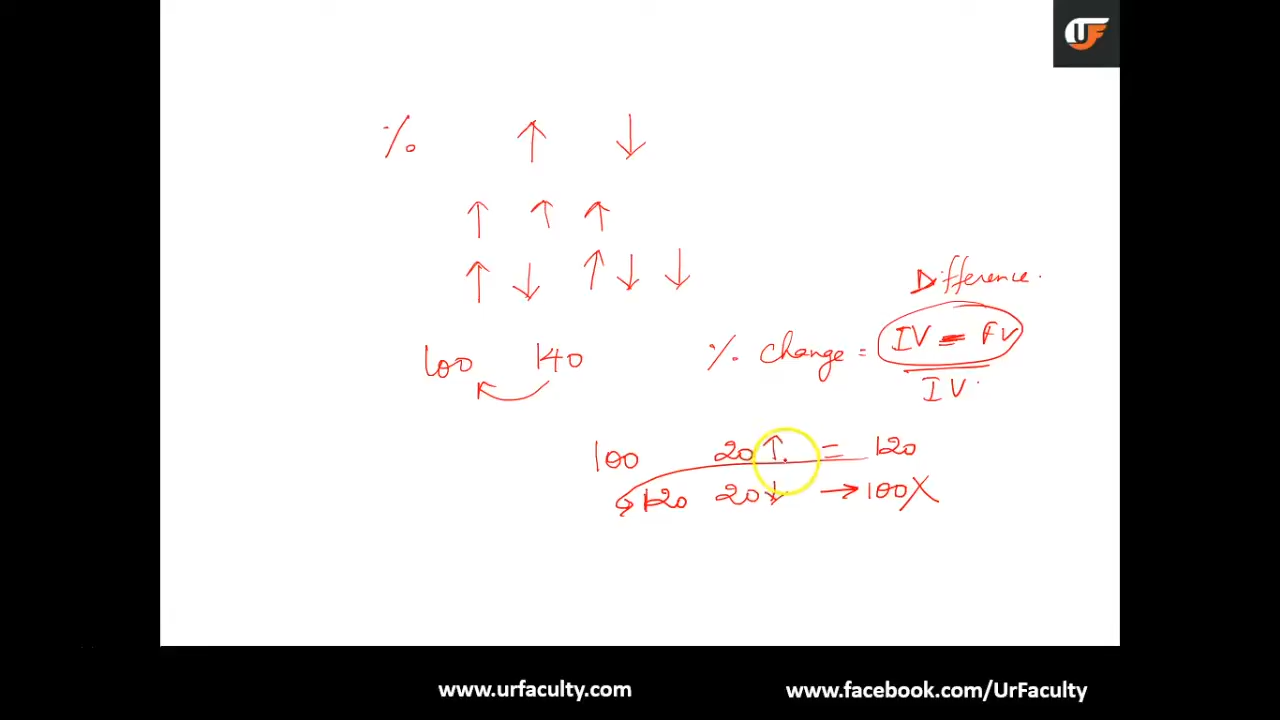 UF
% ↑ ↓
↑ ↑ ↑
↑ ↓ ↑ ↓ ↓
Difference.
100 140 % Change = IV - FV
IV
100 20 ↑ = 120
120 20 ↓ → 100 X
www.urfaculty.com www.facebook.com/UrFaculty